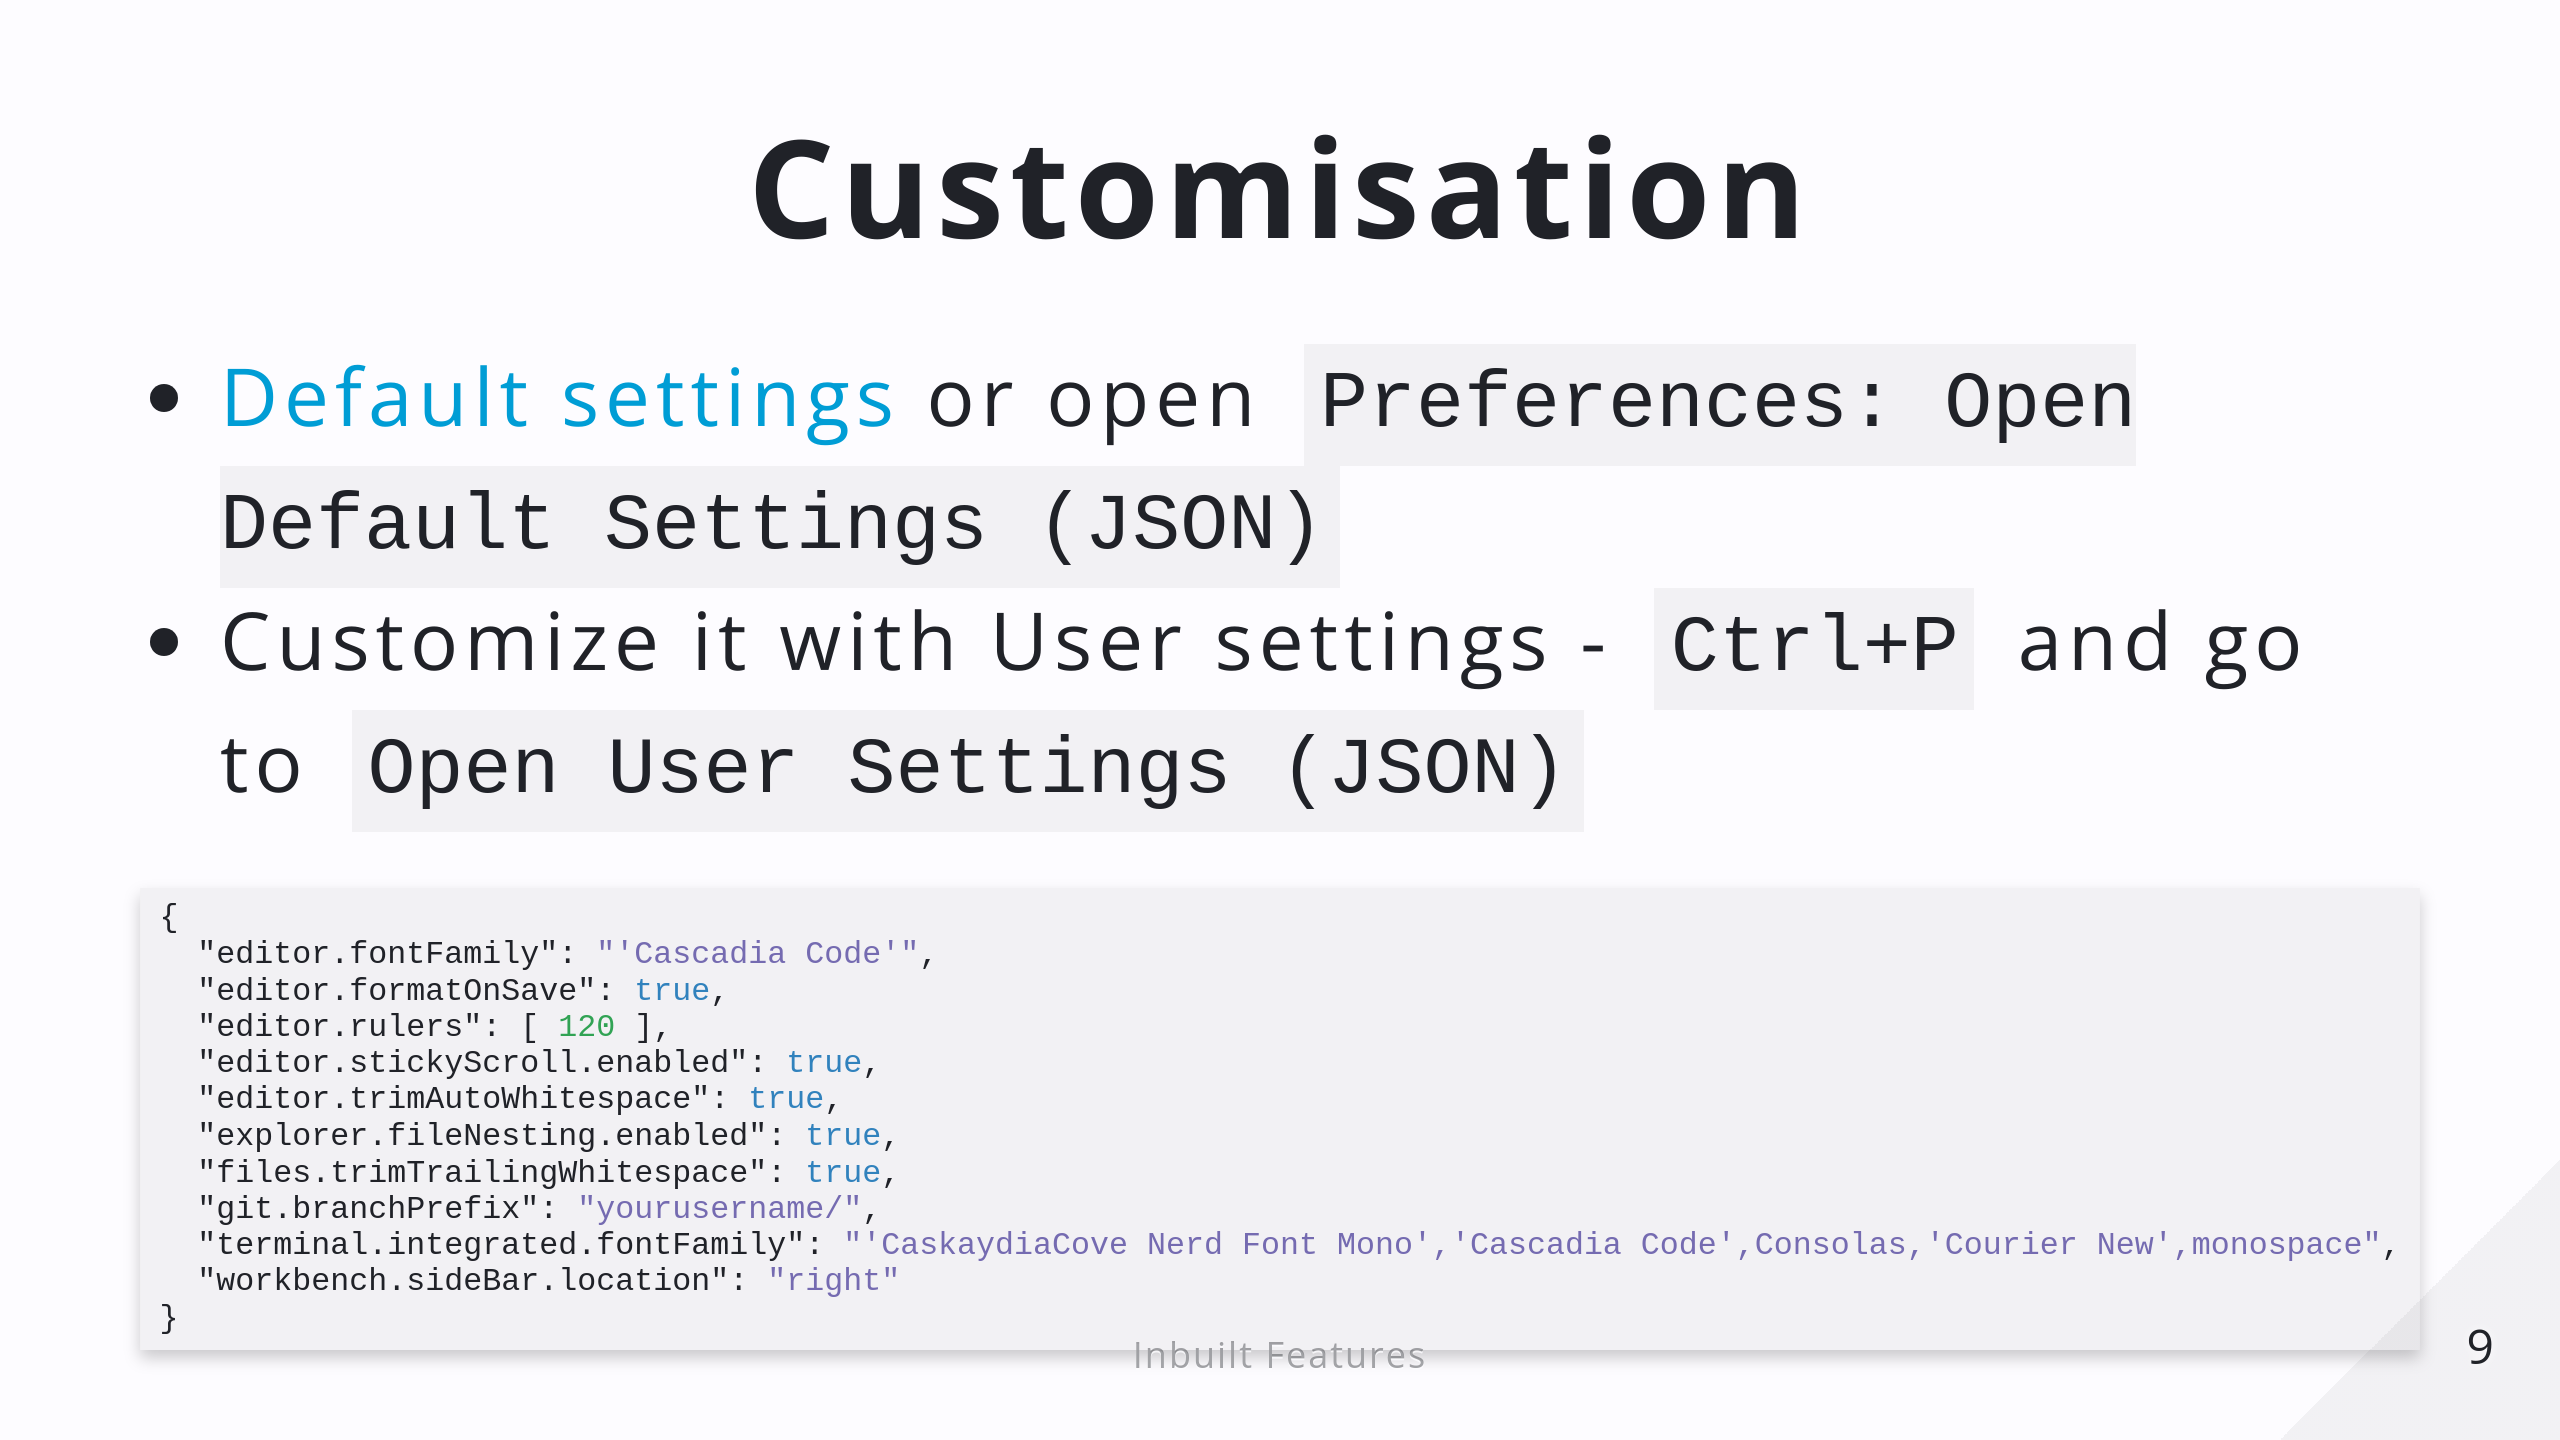 Customisation
• Default settings or open Preferences: Open
Default Settings (JSON)
• Customize it with User settings - Ctrl+P and go
to Open User Settings (JSON)
{
  "editor.fontFamily": "'Cascadia Code'",
  "editor.formatOnSave": true,
  "editor.rulers": [ 120 ],
  "editor.stickyScroll.enabled": true,
  "editor.trimAutoWhitespace": true,
  "explorer.fileNesting.enabled": true,
  "files.trimTrailingWhitespace": true,
  "git.branchPrefix": "yourusername/",
  "terminal.integrated.fontFamily": "'CaskaydiaCove Nerd Font Mono','Cascadia Code',Consolas,'Courier New',monospace",
  "workbench.sideBar.location": "right"
}
Inbuilt Features
9